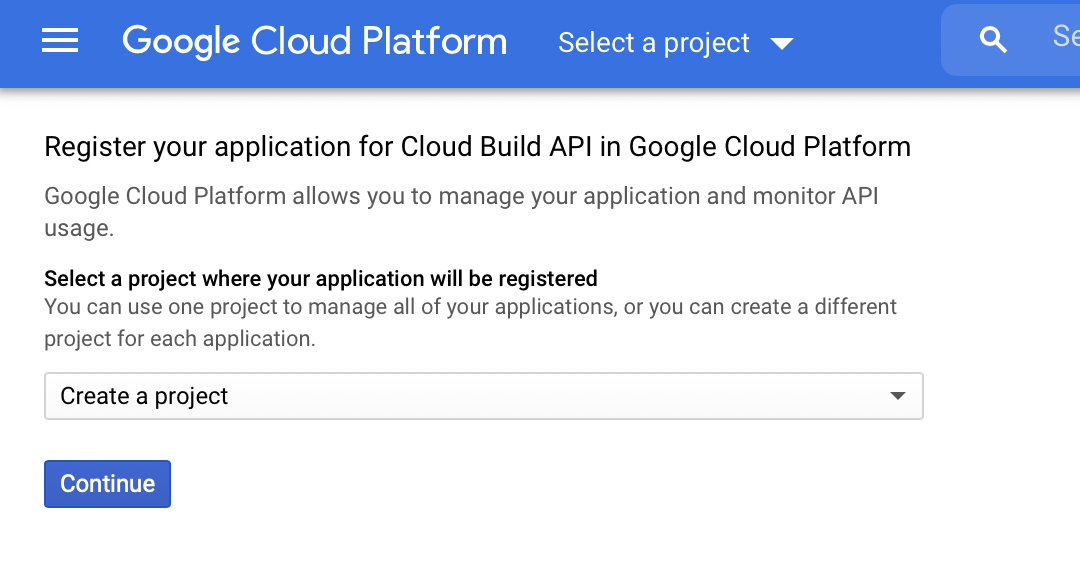 Google Cloud Platform Select a project Se
Register your application for Cloud Build API in Google Cloud Platform
Google Cloud Platform allows you to manage your application and monitor API
usage.
Select a project where your application will be registered
You can use one project to manage all of your applications, or you can create a different
project for each application.
Create a project
Continue